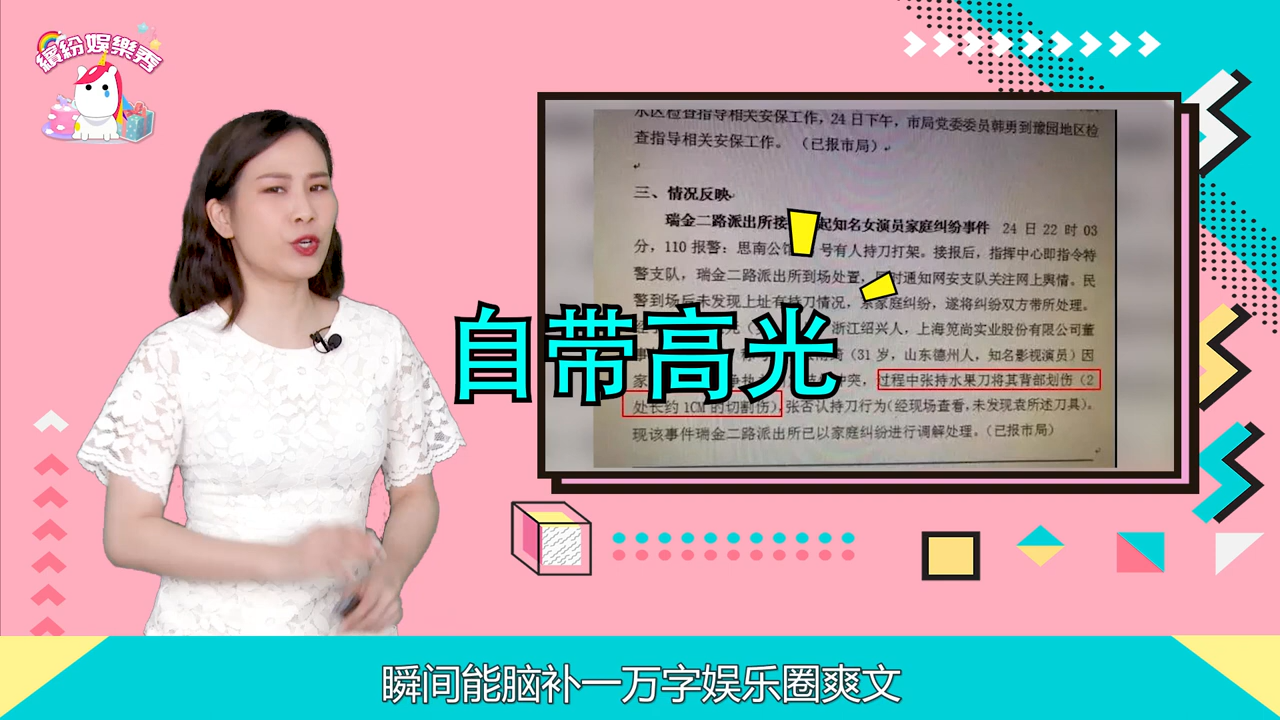 繽紛娛樂秀
水区检查指导相关安保工作，24日下午，市局党委委员韩勇到豫园地区检
查指导相关安保工作。（已报市局）
三、情况反映
瑞金二路派出所接 起知名女演员家庭纠纷事件 24日22时03
分，110报警：思南公馆 号有人持刀打架。接报后，指挥中心即指令特
警支队，瑞金二路派出所到场处置，同时通知网安支队关注网上舆情。民
警到场后未发现上址有持刀情况，系家庭纠纷，遂将纠纷双方带所处理。
浙江绍兴人，上海笕尚实业股份有限公司董
（31岁，山东德州人，知名影视演员）因
家 冲突，过程中张持水果刀将其背部划伤（2
处长约1CM的切割伤），张否认持刀行为（经现场查看，未发现袁所述刀具）。
现该事件瑞金二路派出所已以家庭纠纷进行调解处理。（已报市局）
自带高光
瞬间能脑补一万字娱乐圈爽文